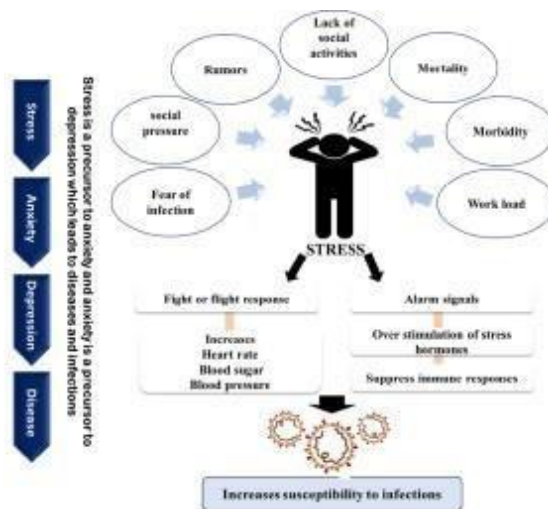 Stress
Anxiety
Depression
Disease
Stress is a precursor to anxiety and anxiety is a precursor to
depression which leads to diseases and infections
Lack of
social
activities
Rumors
Mortality
social
pressure
Morbidity
Fear of
infection
Work load
STRESS
Fight or flight response
Alarm signals
Increases
Heart rate
Blood sugar
Blood pressure
Over stimulation of stress
hormones
Suppress immune responses
Increases susceptibility to infections